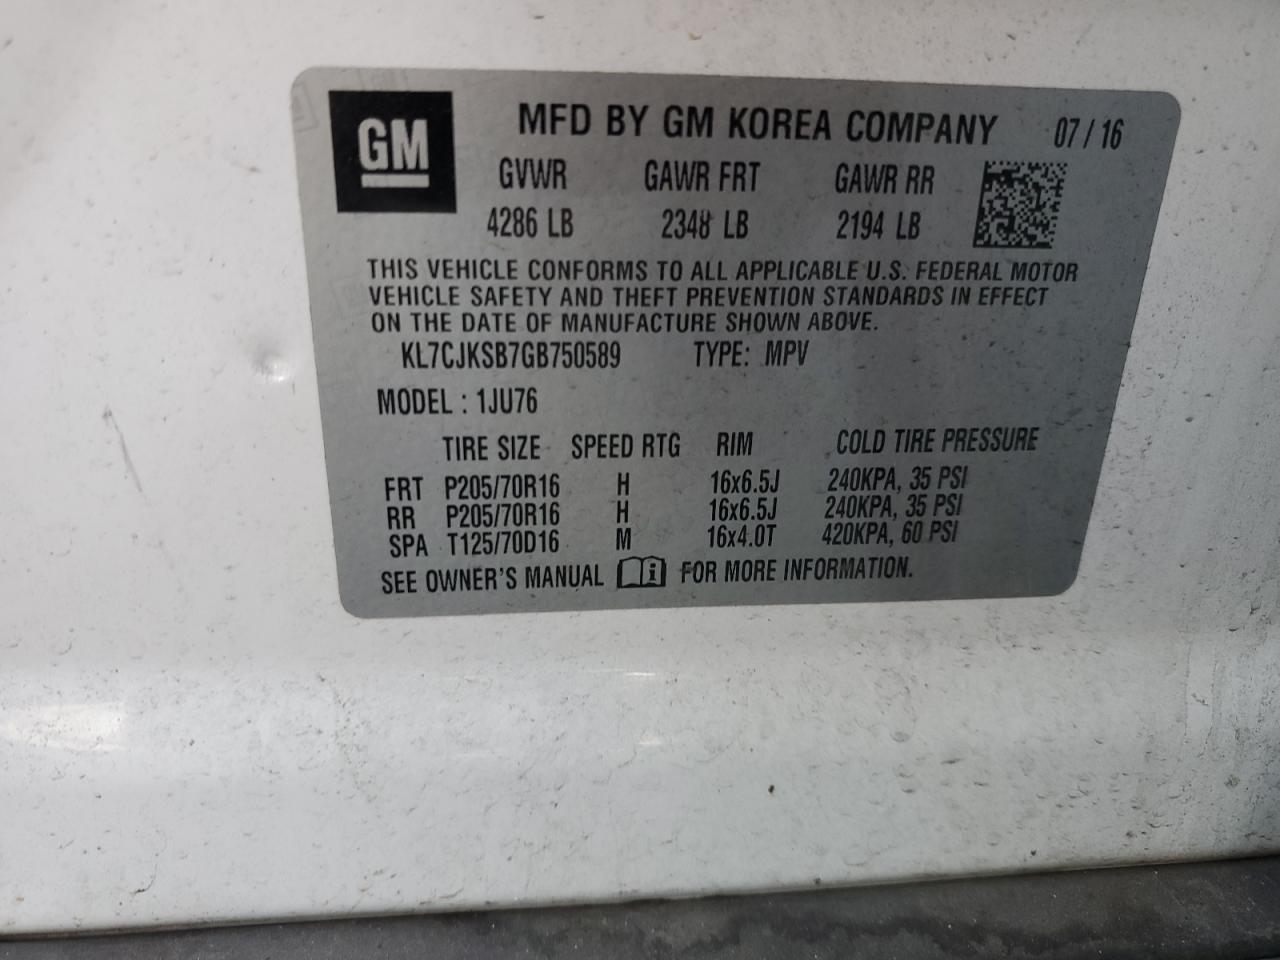 GM
MFD BY GM KOREA COMPANY 07 / 16
GVWR GAWR FRT GAWR RR
4286 LB 2348 LB 2194 LB
THIS VEHICLE CONFORMS TO ALL APPLICABLE U.S. FEDERAL MOTOR
VEHICLE SAFETY AND THEFT PREVENTION STANDARDS IN EFFECT
ON THE DATE OF MANUFACTURE SHOWN ABOVE.
KL7CJKSB7GB750589 TYPE: MPV
MODEL : 1JU76
TIRE SIZE SPEED RTG RIM COLD TIRE PRESSURE
FRT P205/70R16 H 16x6.5J 240KPA, 35 PSI
RR P205/70R16 H 16x6.5J 240KPA, 35 PSI
SPA T125/70D16 M 16x4.0T 420KPA, 60 PSI
SEE OWNER'S MANUAL i FOR MORE INFORMATION.